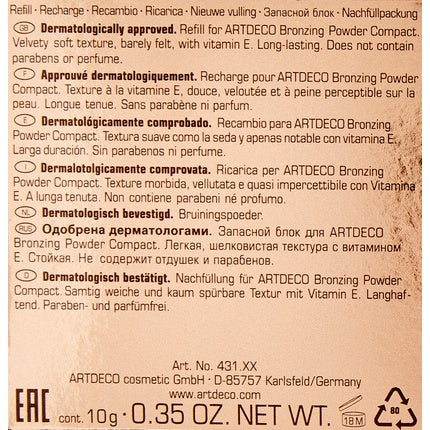 Refill - Recharge - Recambio - Ricarica - Nieuwe vulling - Запасной блок - Nachfüllpackung
GB Dermatologically approved. Refill for ARTDECO Bronzing Powder Compact.
Velvety soft texture, barely felt, with vitamin E. Long-lasting. Does not contain
parabens or perfume.
F Approuvé dermatologiquement. Recharge pour ARTDECO Bronzing Powder
Compact. Texture à la vitamine E, douce, veloutée et à peine perceptible sur la
peau. Longue tenue. Sans parabène ni parfum.
E Dermatológicamente comprobado. Recambio para ARTDECO Bronzing
Powder Compact. Textura suave como la seda y apenas notable con vitamina E.
Larga duración. Sin parabenos ni perfume.
I Dermalotolgicamente comprovata. Ricarica per ARTDECO Bronzing
Powder Compact. Texture morbida, vellutata e quasi impercettibile con Vitamina
E. A lunga tenuta. Non contiene parabeni né profumo.
NL Dermatologisch bevestigd. Bruiningspoeder.
RUS Одобрена дерматологами. Запасной блок для ARTDECO
Bronzing Powder Compact. Легкая, шелковистая текстура с витамином
Е. Стойкая. Не содержит отдушек и парабенов.
D Dermatologisch bestätigt. Nachfüllung für ARTDECO Bronzing Powder
Compact. Samtig weiche und kaum spürbare Textur mit Vitamin E. Langhaf-
tend. Paraben- und parfümfrei.
Art. No. 431.XX
ARTDECO cosmetic GmbH - D-85757 Karlsfeld/Germany
www.artdeco.com
EAC cont. 10g - 0.35 OZ. NET WT. 18 M 80